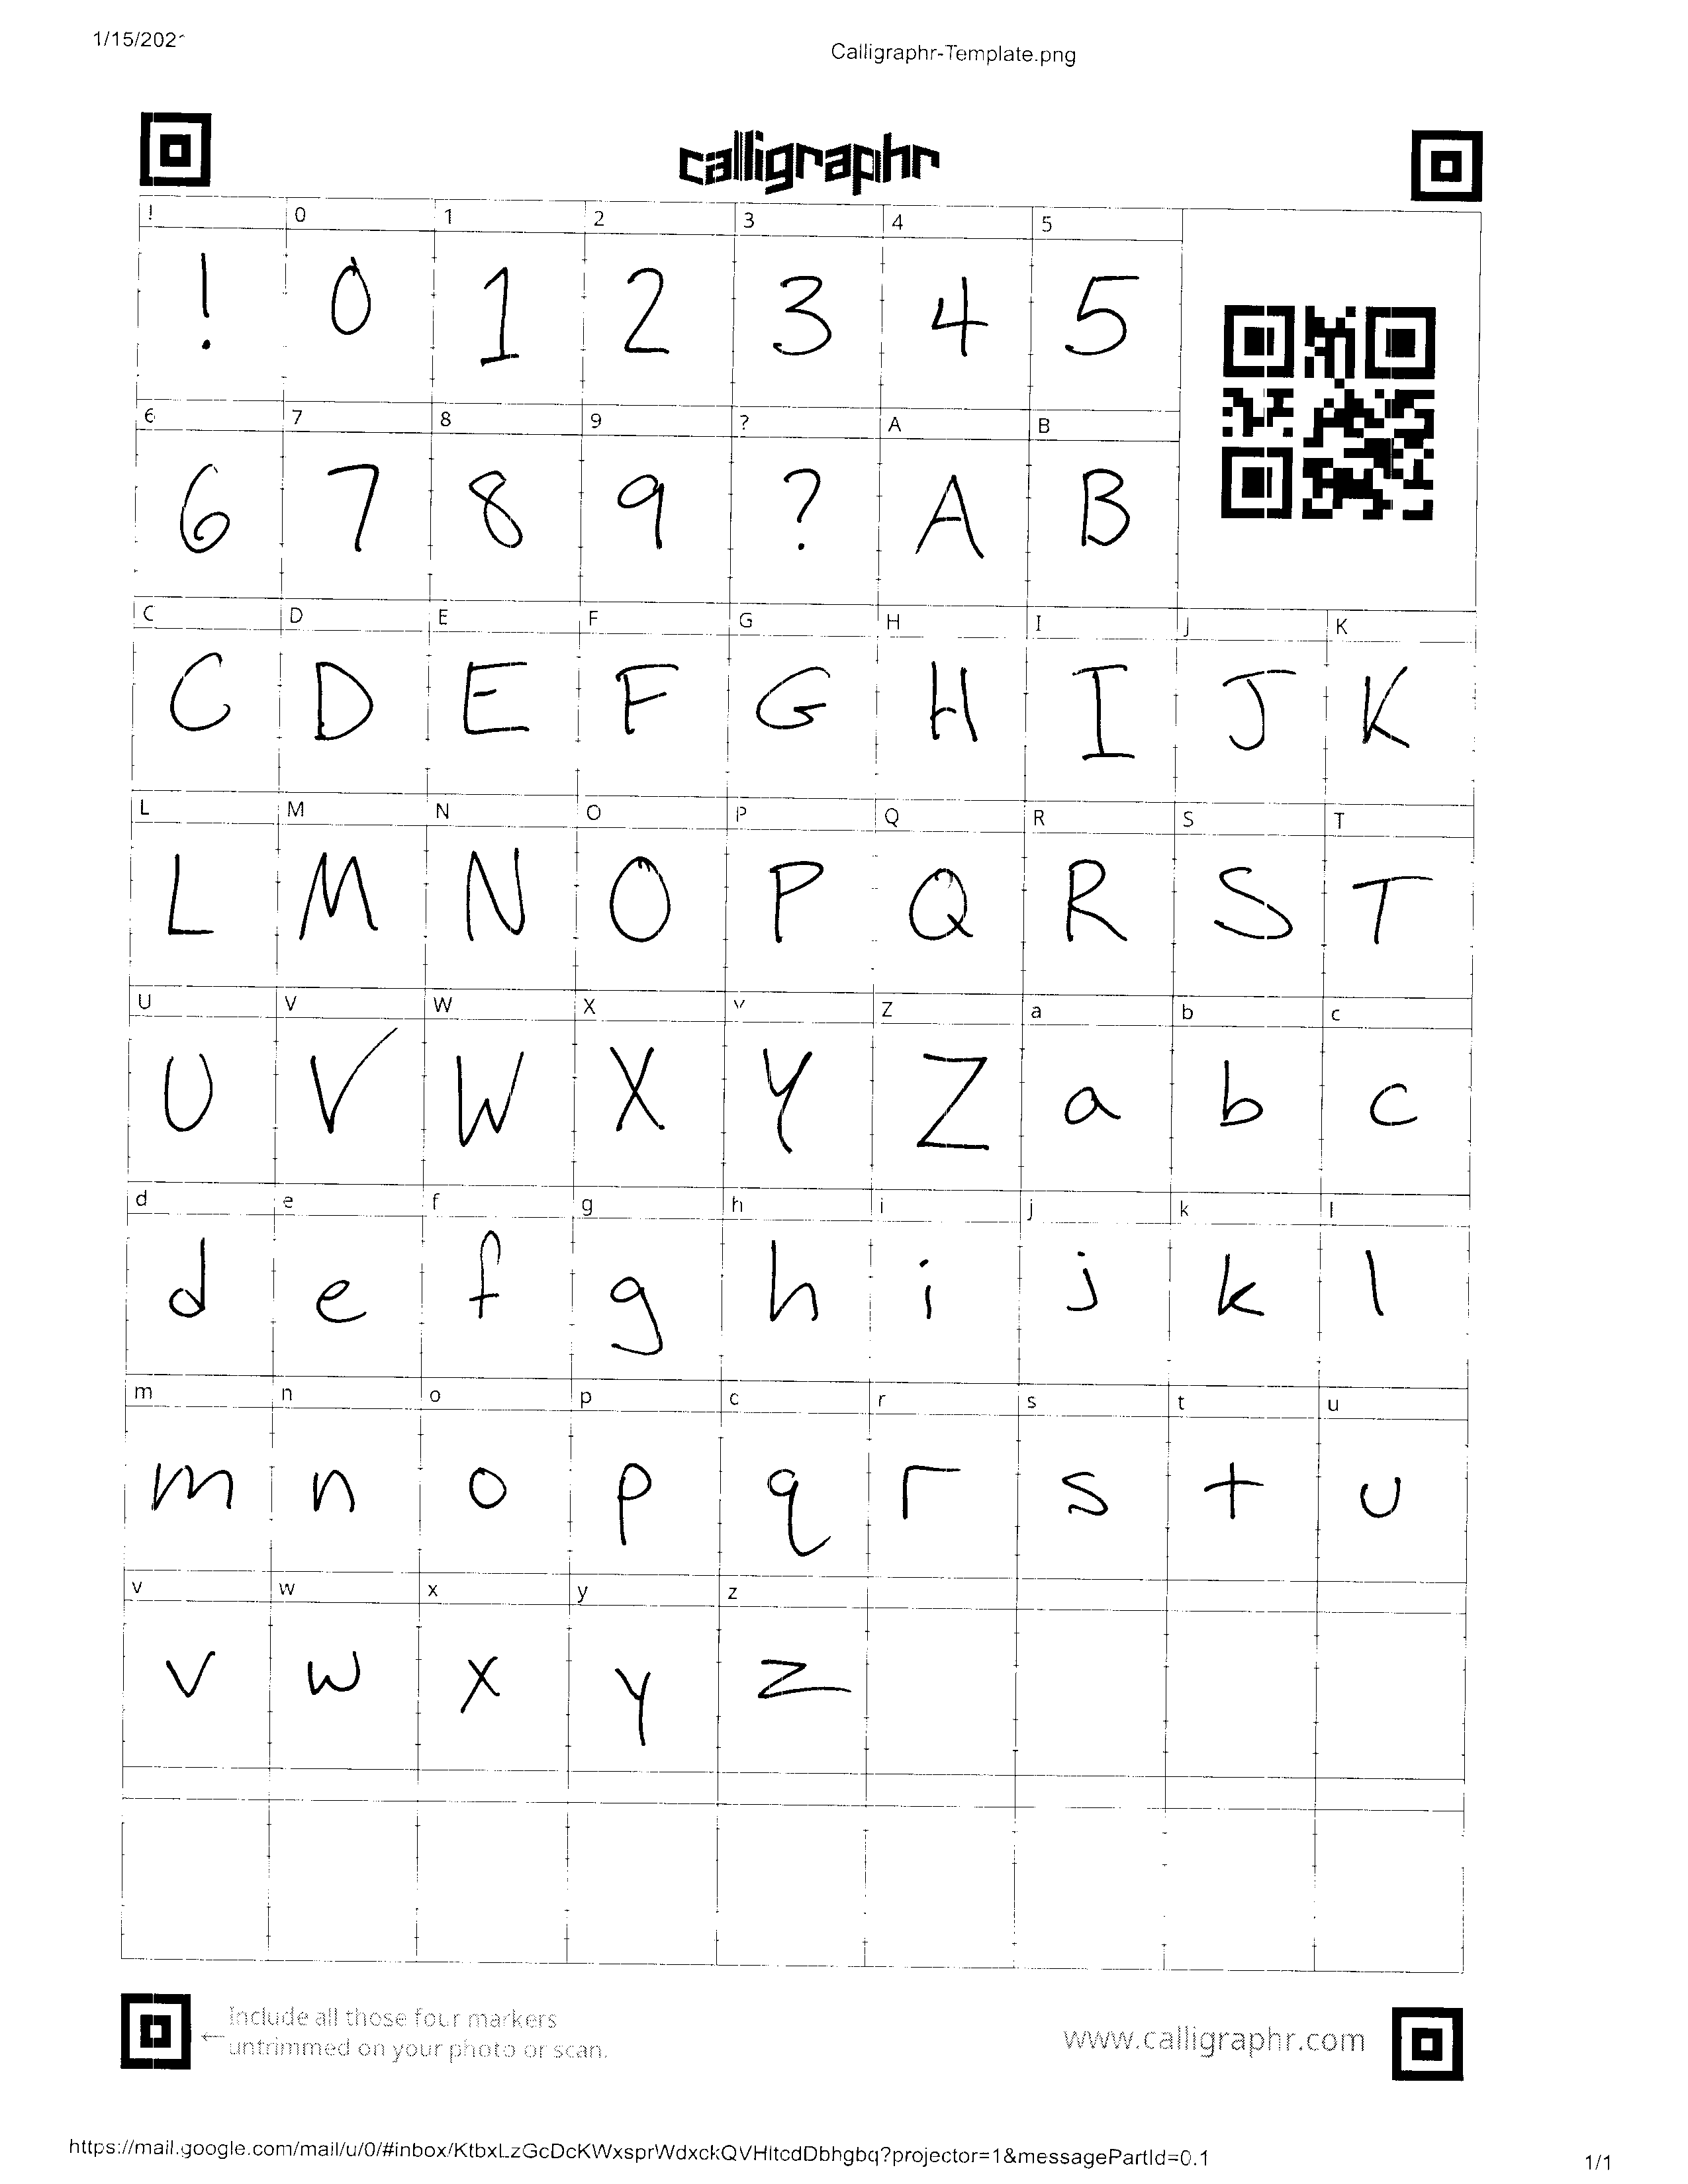 1/15/202
Calligraphr-Template.png
calligraphr
! 0 1 2 3 4 5
! 0 1 2 3 4 5
6 7 8 9 ? A B
6 7 8 9 ? A B
C D E F G H I J K
C D E F G H I J K
L M N O P Q R S T
L M N O P Q R S T
U V W X Y Z a b c
U V W X Y Z a b c
d e f g h i j k l
d e f g h i j k l
m n o p q r s t u
m n o p q r s t u
v w x y z
v w x y z
Include all those four markers
← untrimmed on your photo or scan.
www.calligraphr.com
https://mail.google.com/mail/u/0/#inbox/KtbxLzGcDcKWxsprWdxckQVHltcdDbhgbq?projector=1&messagePartId=0.1
1/1